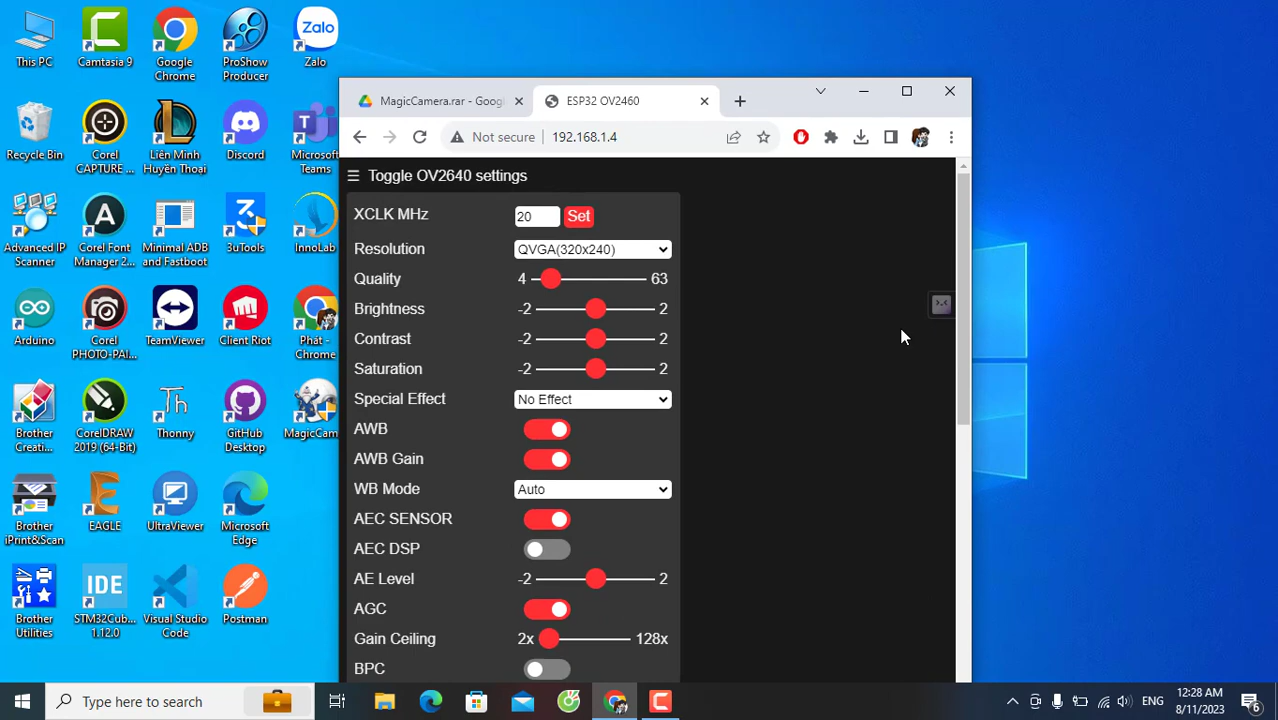 This PC
Camtasia 9
Google
Chrome
ProShow
Producer
Zalo
Zalo
Recycle Bin
Corel
CAPTURE ...
Liên Minh
Huyền Thoại
Discord
Microsoft
Teams
Advanced IP
Scanner
Corel Font
Manager 2...
Minimal ADB
and Fastboot
3uTools
InnoLab
Arduino
Corel
PHOTO-PAI...
TeamViewer
Client Riot
Phát -
Chrome
Brother
Creati...
CorelDRAW
2019 (64-Bit)
Th
Thonny
GitHub
Desktop
MagicCam
Brother
iPrint&Scan
EAGLE
UltraViewer
Microsoft
Edge
Brother
Utilities
IDE
STM32Cub...
1.12.0
Visual Studio
Code
Postman
MagicCamera.rar - Goog
ESP32 OV2460
Not secure
192.168.1.4
☰ Toggle OV2640 settings
XCLK MHz 20 Set
Resolution QVGA(320x240)
Quality 4 63
Brightness -2 2
Contrast -2 2
Saturation -2 2
Special Effect No Effect
AWB
AWB Gain
WB Mode Auto
AEC SENSOR
AEC DSP
AE Level -2 2
AGC
Gain Ceiling 2x 128x
BPC
Type here to search
ENG
12:28 AM
8/11/2023
6